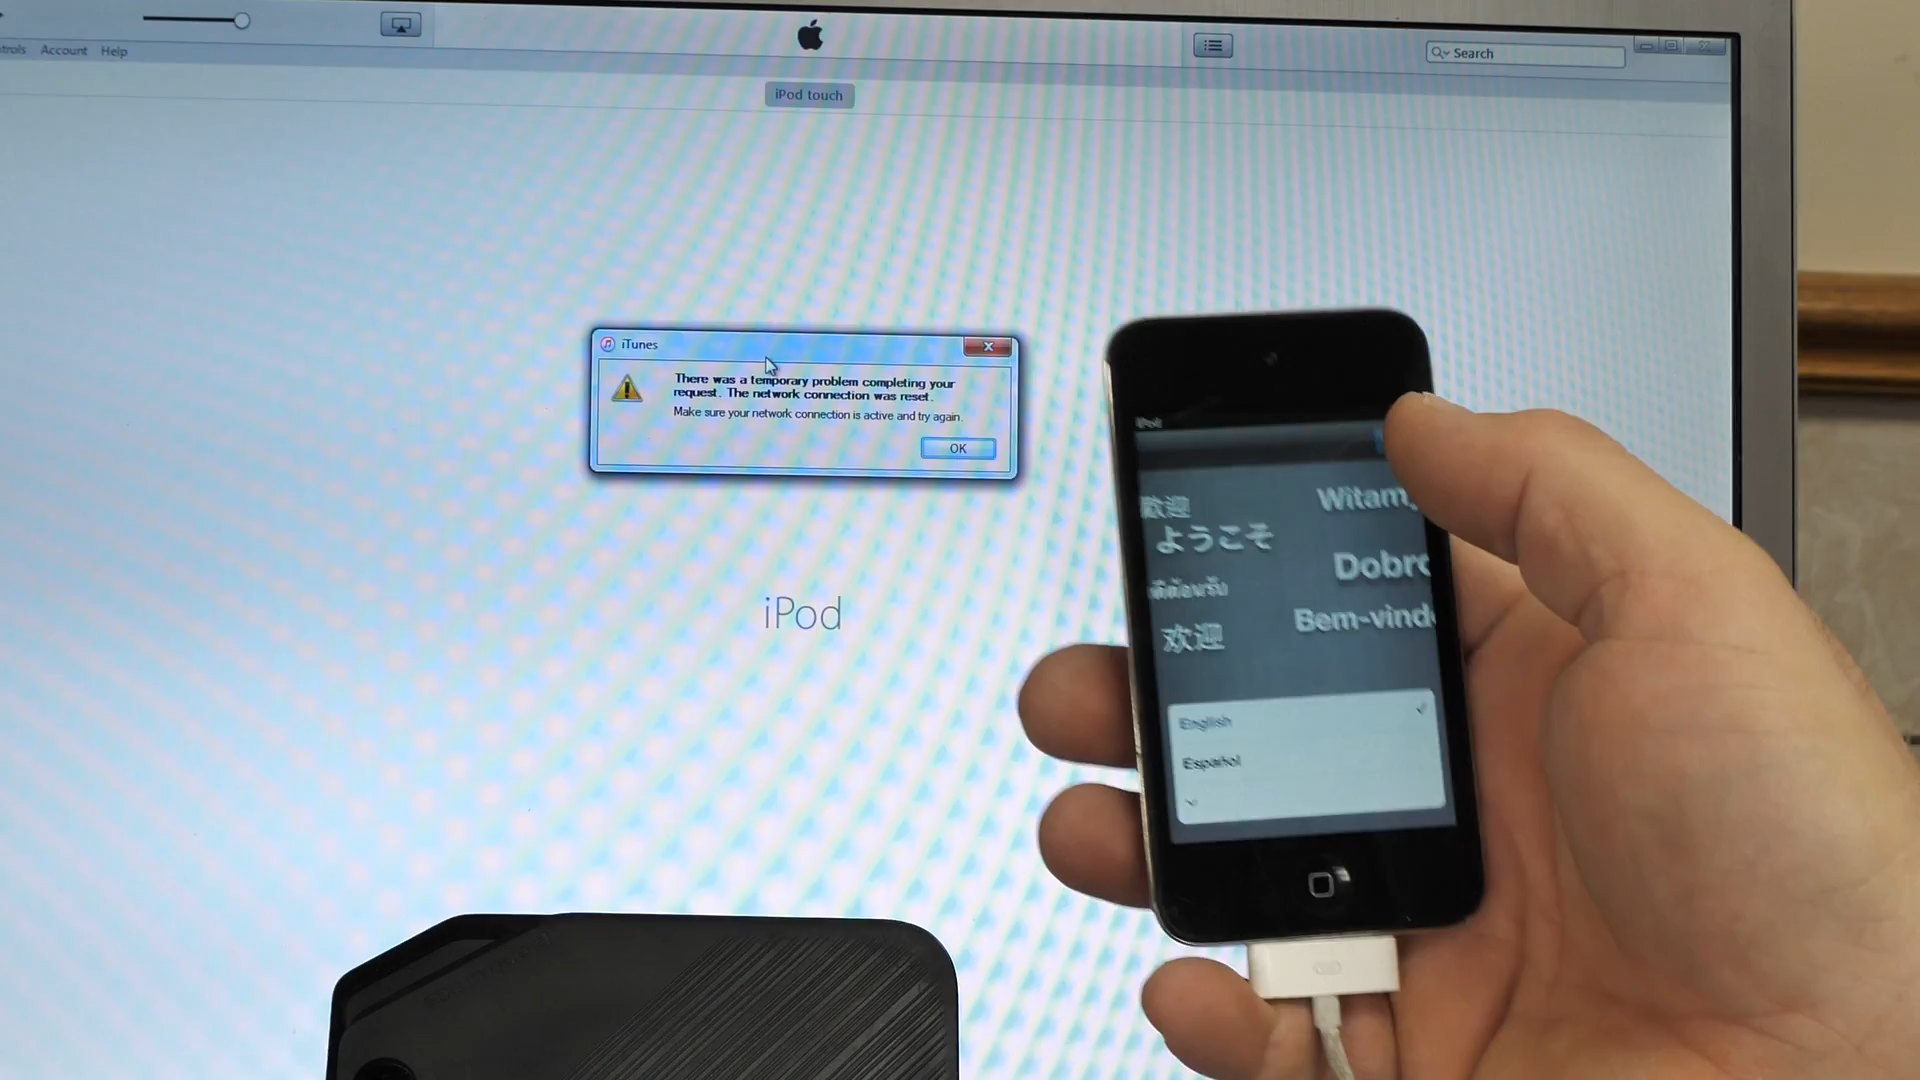 trols Account Help
Search
iPod touch
iTunes
There was a temporary problem completing your
request. The network connection was reset.
Make sure your network connection is active and try again.
OK
iPod
iPod
歡迎
Witam
ようこそ
Dobro
欢迎
Bem-vind
English
Español